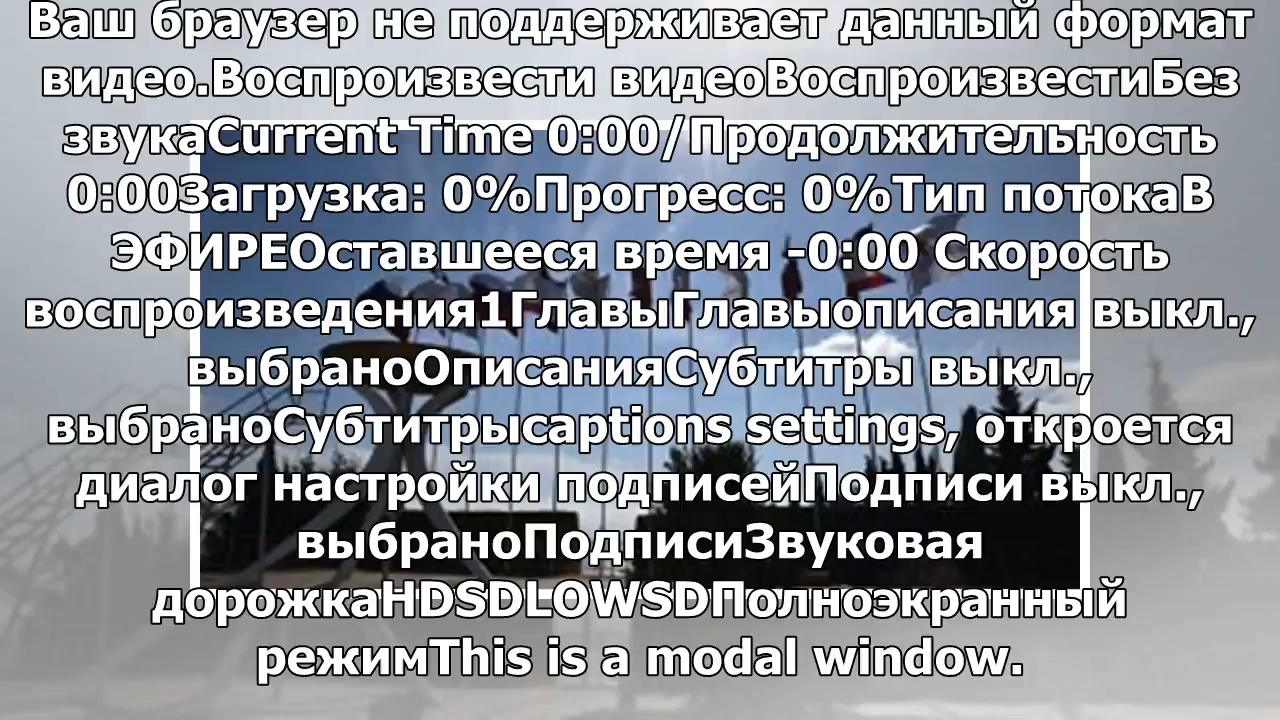 Ваш браузер не поддерживает данный формат
видео.Воспроизвести видеоВоспроизвестиБез
звукаCurrent Time 0:00/Продолжительность
0:00Загрузка: 0%Прогресс: 0%Тип потокаВ
ЭФИРЕОставшееся время -0:00 Скорость
воспроизведения1ГлавыГлавыописания выкл.,
выбраноОписанияСубтитры выкл.,
выбраноСубтитрыcaptions settings, откроется
диалог настройки подписейПодписи выкл.,
выбраноПодписиЗвуковая
дорожкаHDSDLOWSDПолноэкранный
режимThis is a modal window.